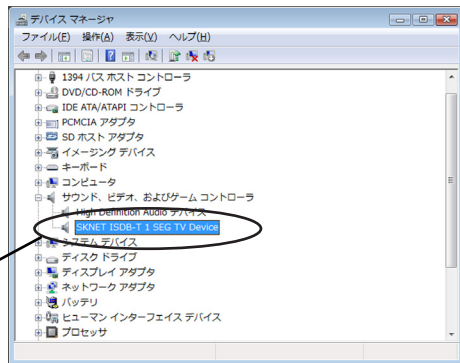 デバイス マネージャ
ファイル(F) 操作(A) 表示(V) ヘルプ(H)
1394 バス ホスト コントローラ
DVD/CD-ROM ドライブ
IDE ATA/ATAPI コントローラ
PCMCIA アダプタ
SD ホスト アダプタ
イメージング デバイス
キーボード
コンピュータ
サウンド、ビデオ、およびゲーム コントローラ
High Definition Audio デバイス
SKNET ISDB-T 1 SEG TV Device
システム デバイス
ディスク ドライブ
ディスプレイ アダプタ
ネットワーク アダプタ
バッテリ
ヒューマン インターフェイス デバイス
プロセッサ